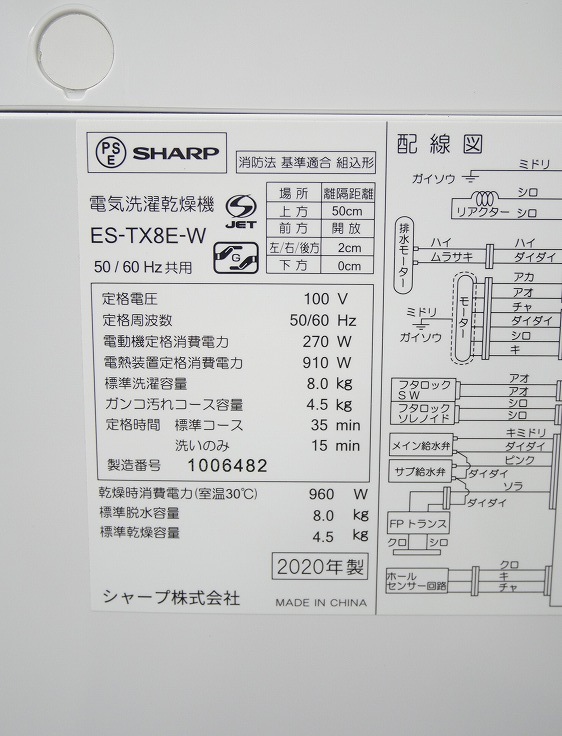 PSE SHARP
消防法 基準適合 組込形
電気洗濯乾燥機
JET
ES-TX8E-W
G
50/60 Hz共用
場所 離隔距離
上方 50cm
前方 開放
左/右/後方 2cm
下方 0cm
定格電圧 100 V
定格周波数 50/60 Hz
電動機定格消費電力 270 W
電熱装置定格消費電力 910 W
標準洗濯容量 8.0 kg
ガンコ汚れコース容量 4.5 kg
定格時間 標準コース 35 min
洗いのみ 15 min
製造番号 1006482
乾燥時消費電力(室温30℃) 960 W
標準脱水容量 8.0 kg
標準乾燥容量 4.5 kg
2020年製
シャープ株式会社 MADE IN CHINA
配線図
ミドリ
ガイソウ
シロ
リアクター シロ
排水モーター
ハイ ハイ
ムラサキ ダイダイ
アカ
アオ
ミドリ チャ
モーター ダイダイ
ガイソウ シロ
キ
フタロック アオ
SW アオ
フタロック シロ
ソレノイド シロ
キミドリ
メイン給水弁 ダイダイ
ピンク
サブ給水弁 ダイダイ
ソラ
ダイダイ
FPトランス
クロ シロ
クロ
ホール キ
センサー回路 チャ